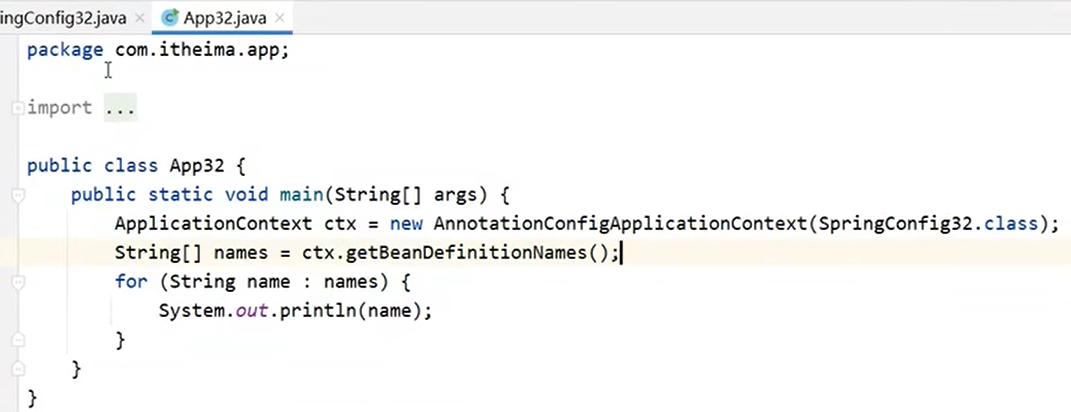 ingConfig32.java × App32.java ×
package com.itheima.app;
import ...
public class App32 {
    public static void main(String[] args) {
        ApplicationContext ctx = new AnnotationConfigApplicationContext(SpringConfig32.class);
        String[] names = ctx.getBeanDefinitionNames();
        for (String name : names) {
            System.out.println(name);
        }
    }
}